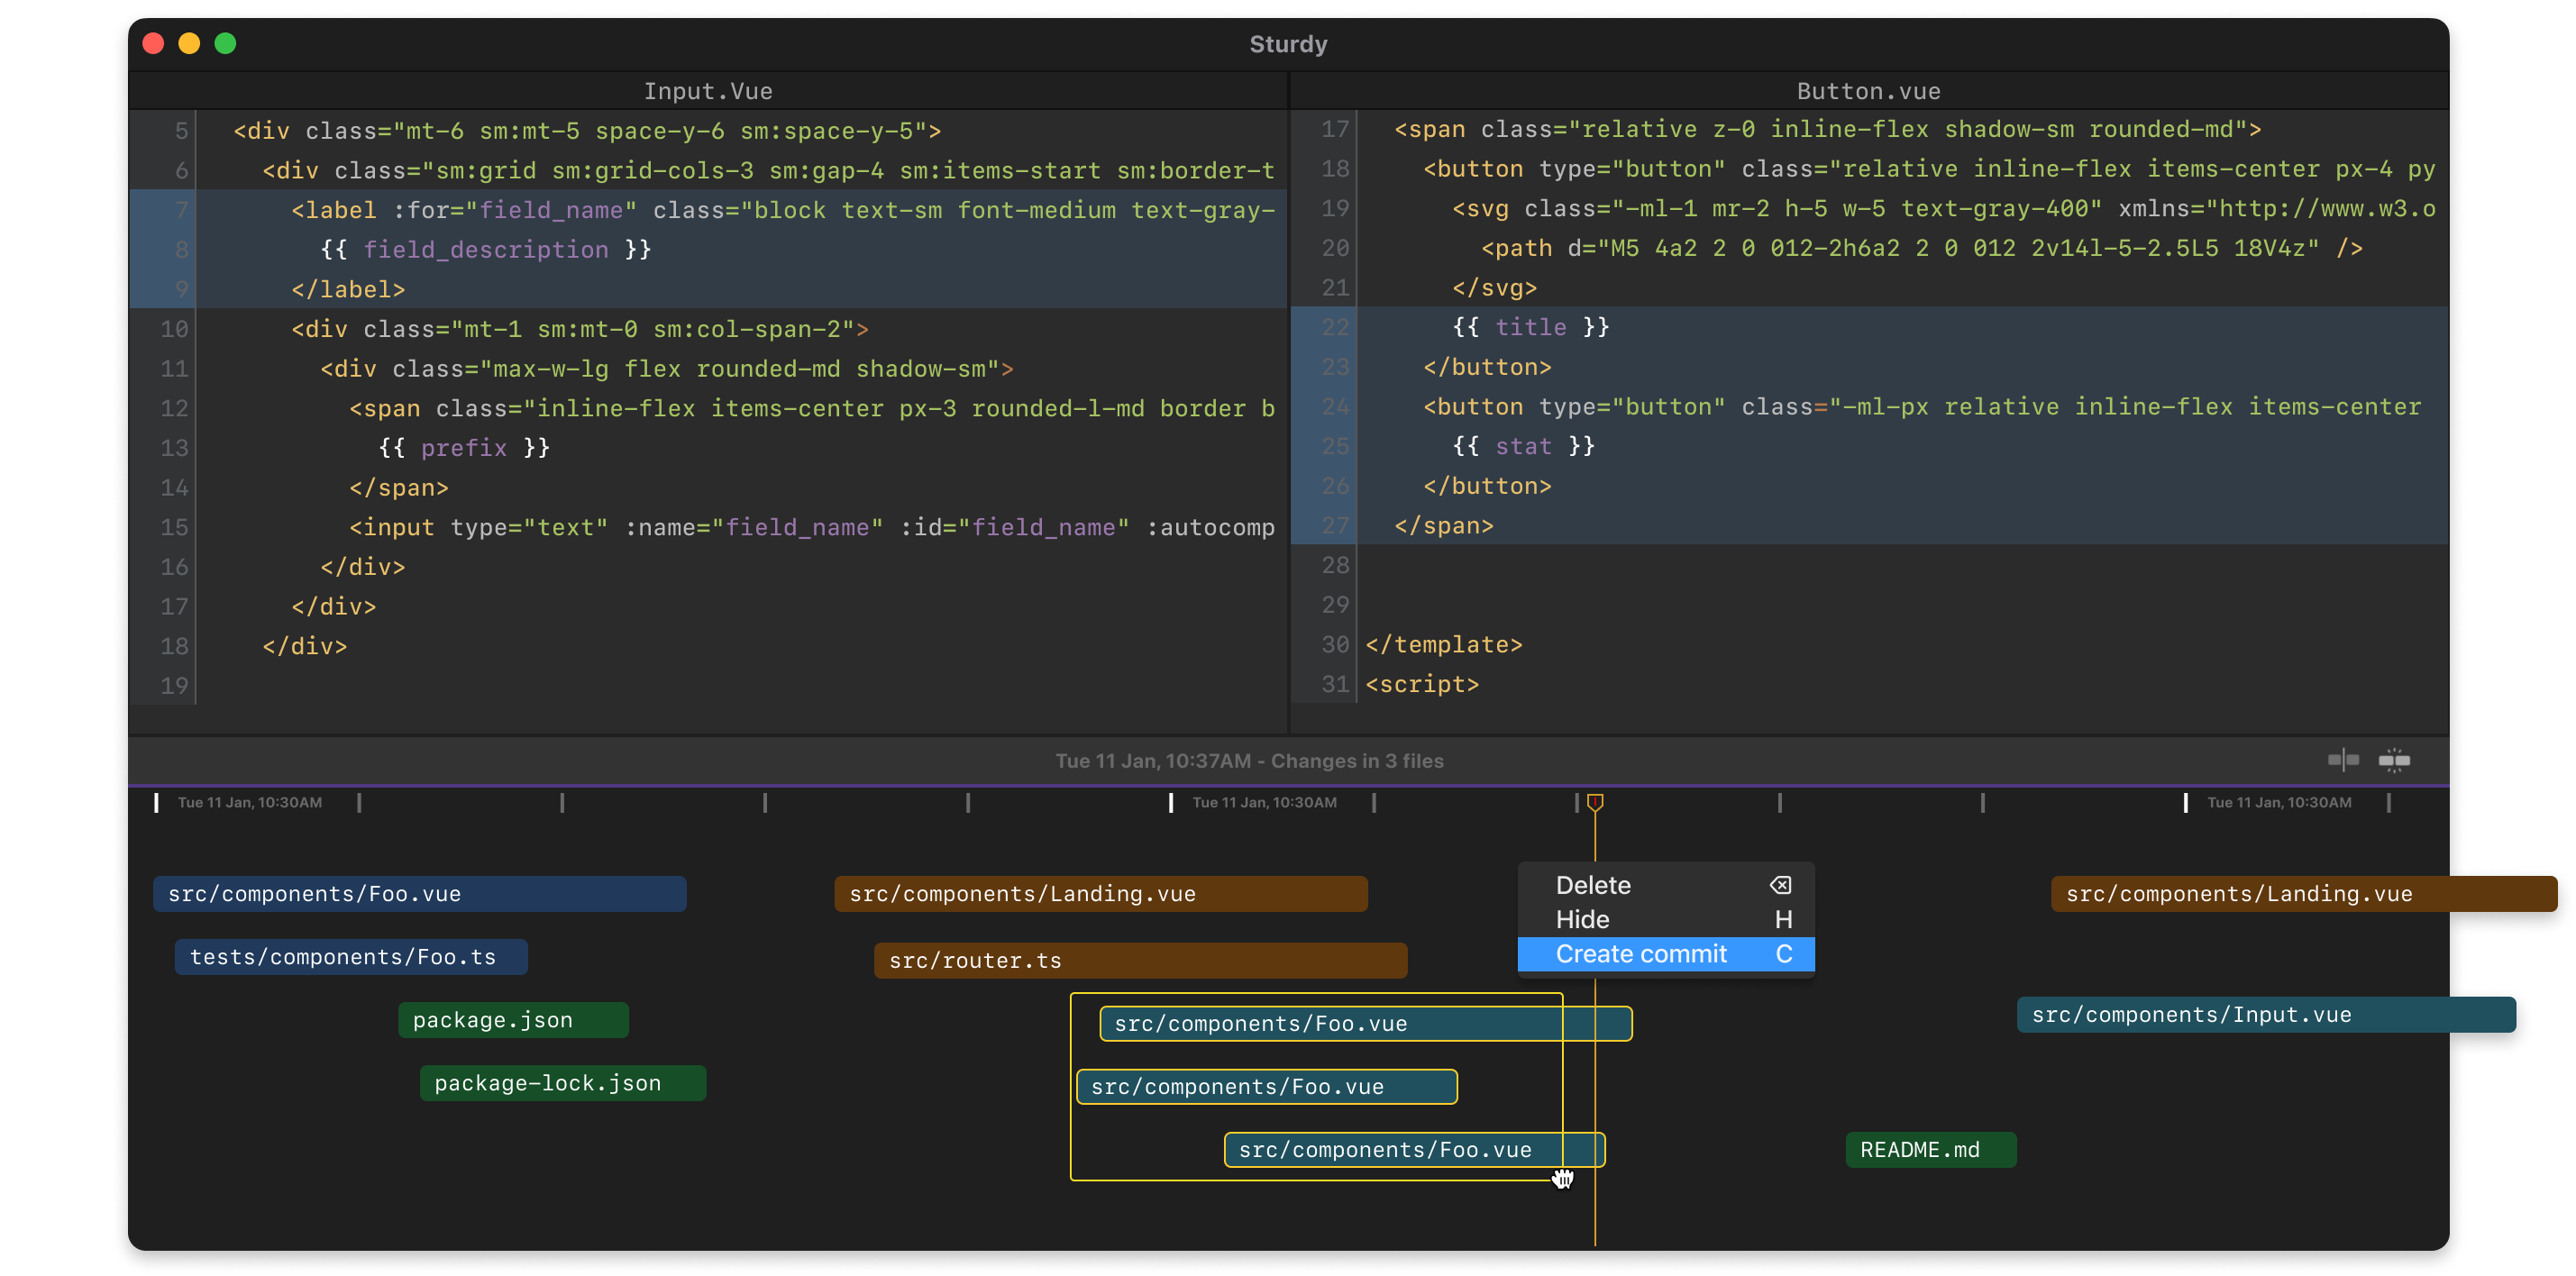 Sturdy
Input.Vue
5 <div class="mt-6 sm:mt-5 space-y-6 sm:space-y-5">
6 <div class="sm:grid sm:grid-cols-3 sm:gap-4 sm:items-start sm:border-t
7 <label :for="field_name" class="block text-sm font-medium text-gray-
8 {{ field_description }}
9 </label>
10 <div class="mt-1 sm:mt-0 sm:col-span-2">
11 <div class="max-w-lg flex rounded-md shadow-sm">
12 <span class="inline-flex items-center px-3 rounded-l-md border b
13 {{ prefix }}
14 </span>
15 <input type="text" :name="field_name" :id="field_name" :autocomp
16 </div>
17 </div>
18 </div>
19
Button.vue
17 <span class="relative z-0 inline-flex shadow-sm rounded-md">
18 <button type="button" class="relative inline-flex items-center px-4 py
19 <svg class="-ml-1 mr-2 h-5 w-5 text-gray-400" xmlns="http://www.w3.o
20 <path d="M5 4a2 2 0 012-2h6a2 2 0 012 2v14l-5-2.5L5 18V4z" />
21 </svg>
22 {{ title }}
23 </button>
24 <button type="button" class="-ml-px relative inline-flex items-center
25 {{ stat }}
26 </button>
27 </span>
28
29
30 </template>
31 <script>
Tue 11 Jan, 10:37AM - Changes in 3 files
Tue 11 Jan, 10:30AM
Tue 11 Jan, 10:30AM
Tue 11 Jan, 10:30AM
src/components/Foo.vue
src/components/Landing.vue
Delete
Hide H
Create commit C
src/components/Landing.vue
tests/components/Foo.ts
src/router.ts
package.json
src/components/Foo.vue
src/components/Input.vue
package-lock.json
src/components/Foo.vue
src/components/Foo.vue
README.md